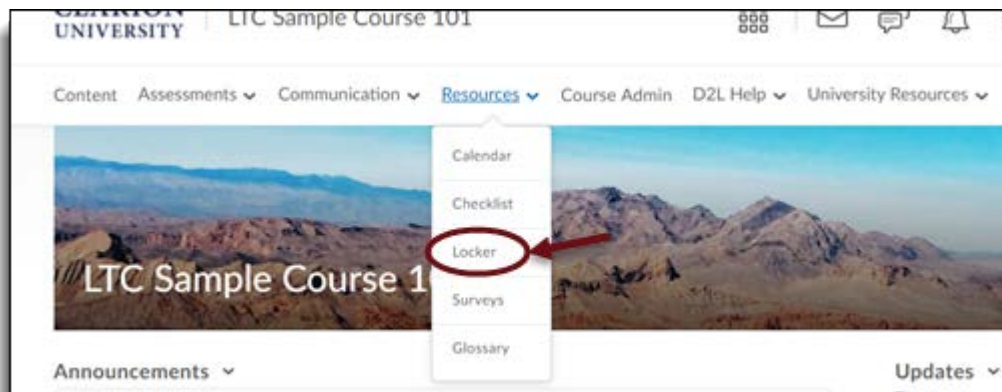 CLARION
UNIVERSITY
LTC Sample Course 101
Content Assessments Communication Resources Course Admin D2L Help University Resources
Calendar
Checklist
Locker
Surveys
Glossary
LTC Sample Course 1
Announcements
Updates